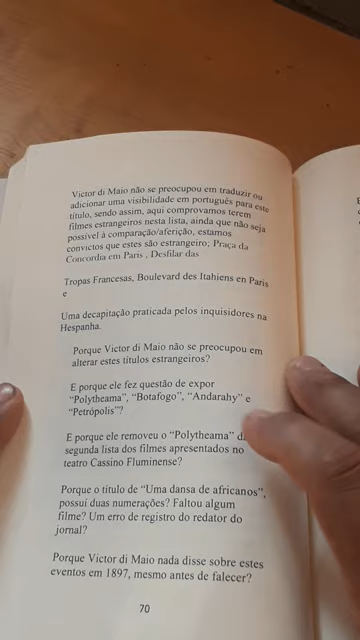 Victor di Maio não se preocupou em traduzir ou
adicionar uma visibilidade em português para este
título, sendo assim, aqui comprovamos terem
filmes estrangeiros nesta lista, ainda que não seja
possível à comparação/aferição, estamos
convictos que estes são estrangeiro; Praça da
Concordia em Paris , Desfilar das
Tropas Francesas, Boulevard des Itahiens en Paris
e
Uma decapitação praticada pelos inquisidores na
Hespanha.
Porque Victor di Maio não se preocupou em
alterar estes títulos estrangeiros?
E porque ele fez questão de expor
“Polytheama”, “Botafogo”, “Andarahy” e
“Petrópolis”?
E porque ele removeu o “Polytheama” d
segunda lista dos filmes apresentados no
teatro Cassino Fluminense?
Porque o título de “Uma dansa de africanos”,
possuí duas numerações? Faltou algum
filme? Um erro de registro do redator do
jornal?
Porque Victor di Maio nada disse sobre estes
eventos em 1897, mesmo antes de falecer?
70